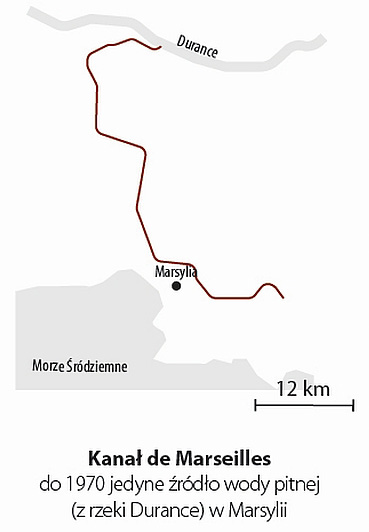 Durance
Marsylia
Morze Śródziemne
12 km
Kanał de Marseilles
do 1970 jedyne źródło wody pitnej
(z rzeki Durance) w Marsylii